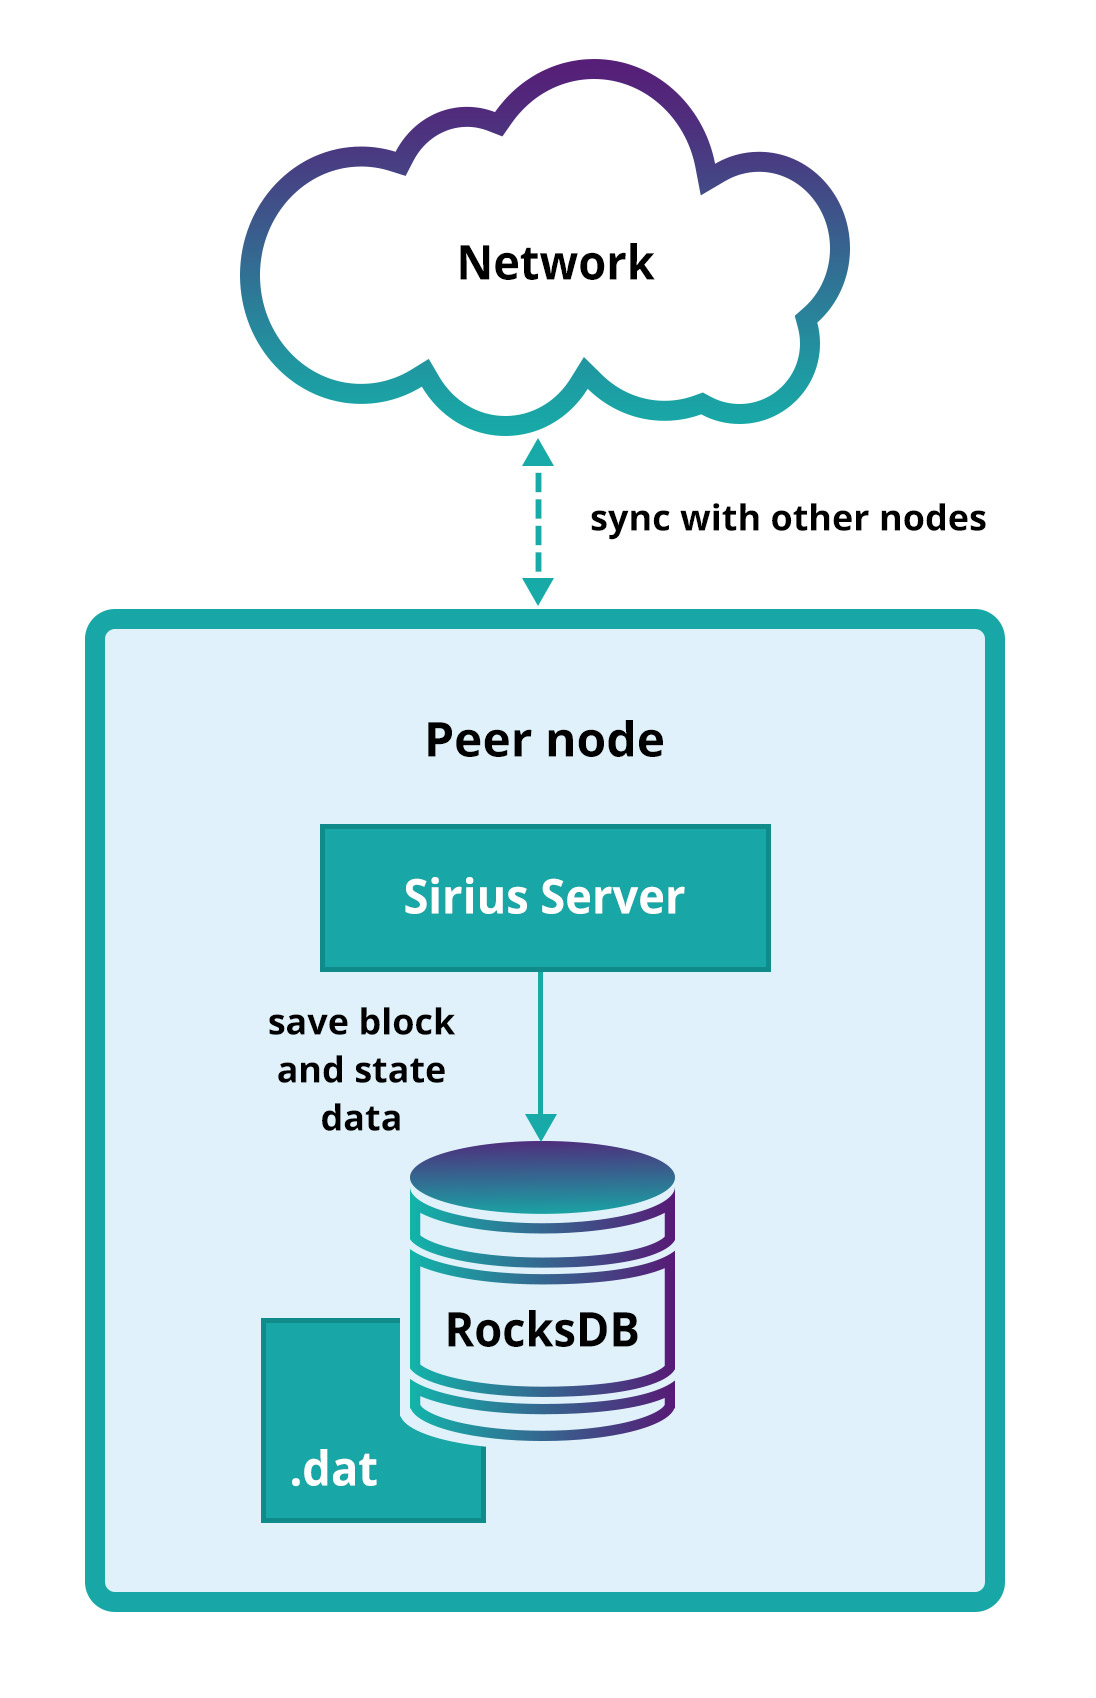 Network
sync with other nodes
Peer node
Sirius Server
save block
and state
data
RocksDB
.dat